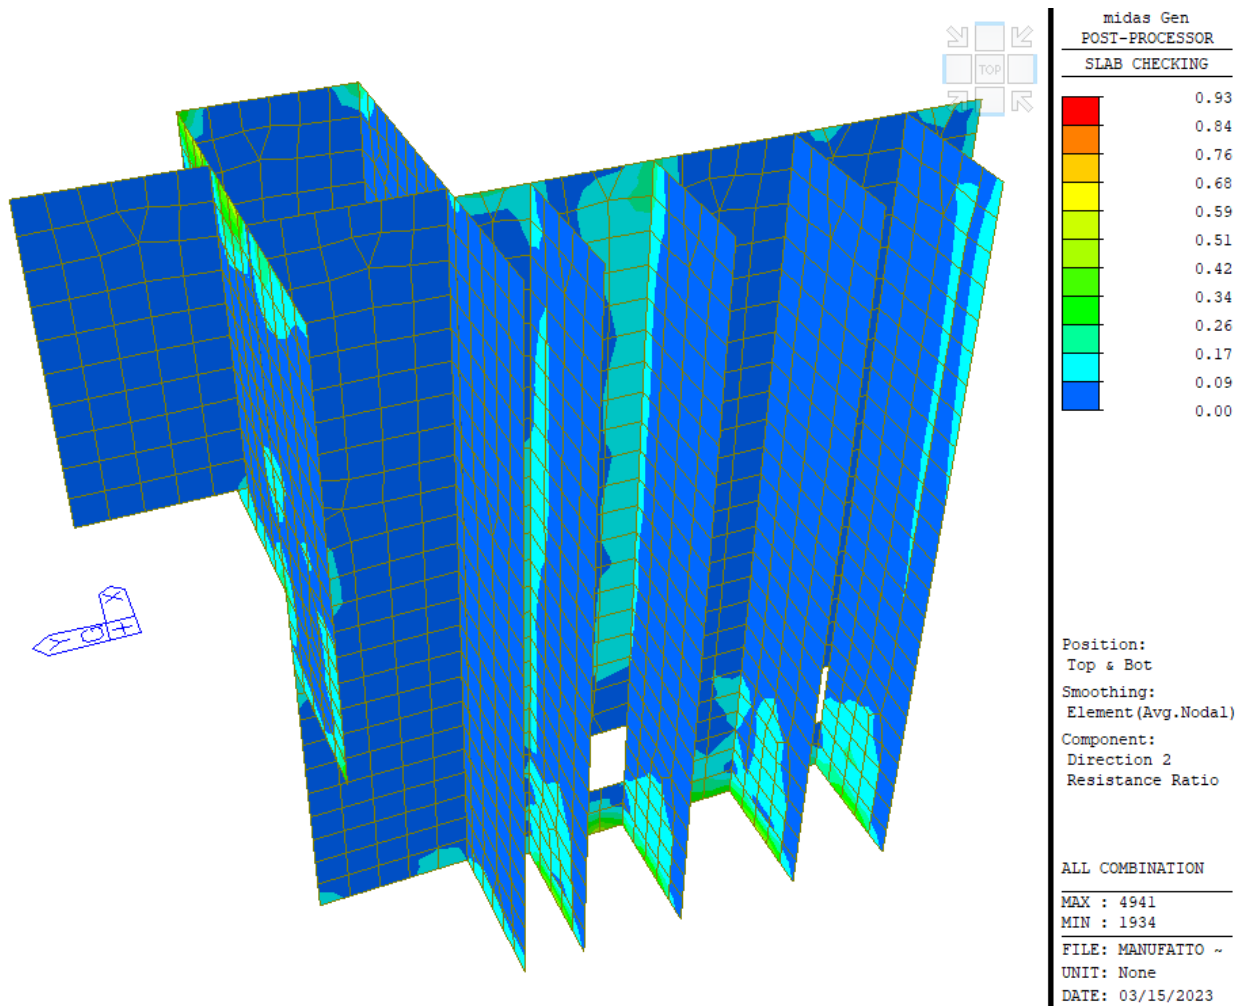 TOP
midas Gen
POST-PROCESSOR
SLAB CHECKING
0.93
0.84
0.76
0.68
0.59
0.51
0.42
0.34
0.26
0.17
0.09
0.00
Position:
Top & Bot
Smoothing:
Element(Avg.Nodal)
Component:
Direction 2
Resistance Ratio
ALL COMBINATION
MAX : 4941
MIN : 1934
FILE: MANUFATTO ~
UNIT: None
DATE: 03/15/2023
X
Y